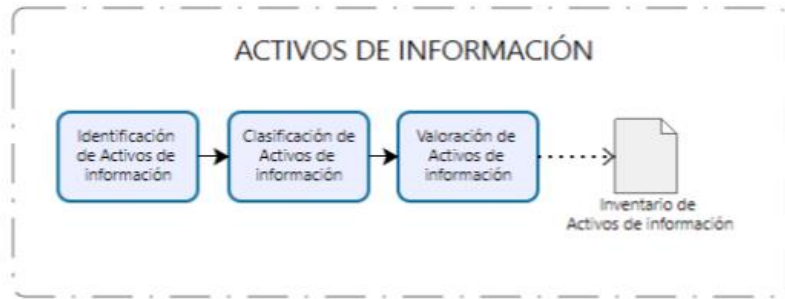 ACTIVOS DE INFORMACIÓN
Identificación
de Activos de
información
Clasificación de
Activos de
información
Valoración de
Activos de
información
Inventario de
Activos de información